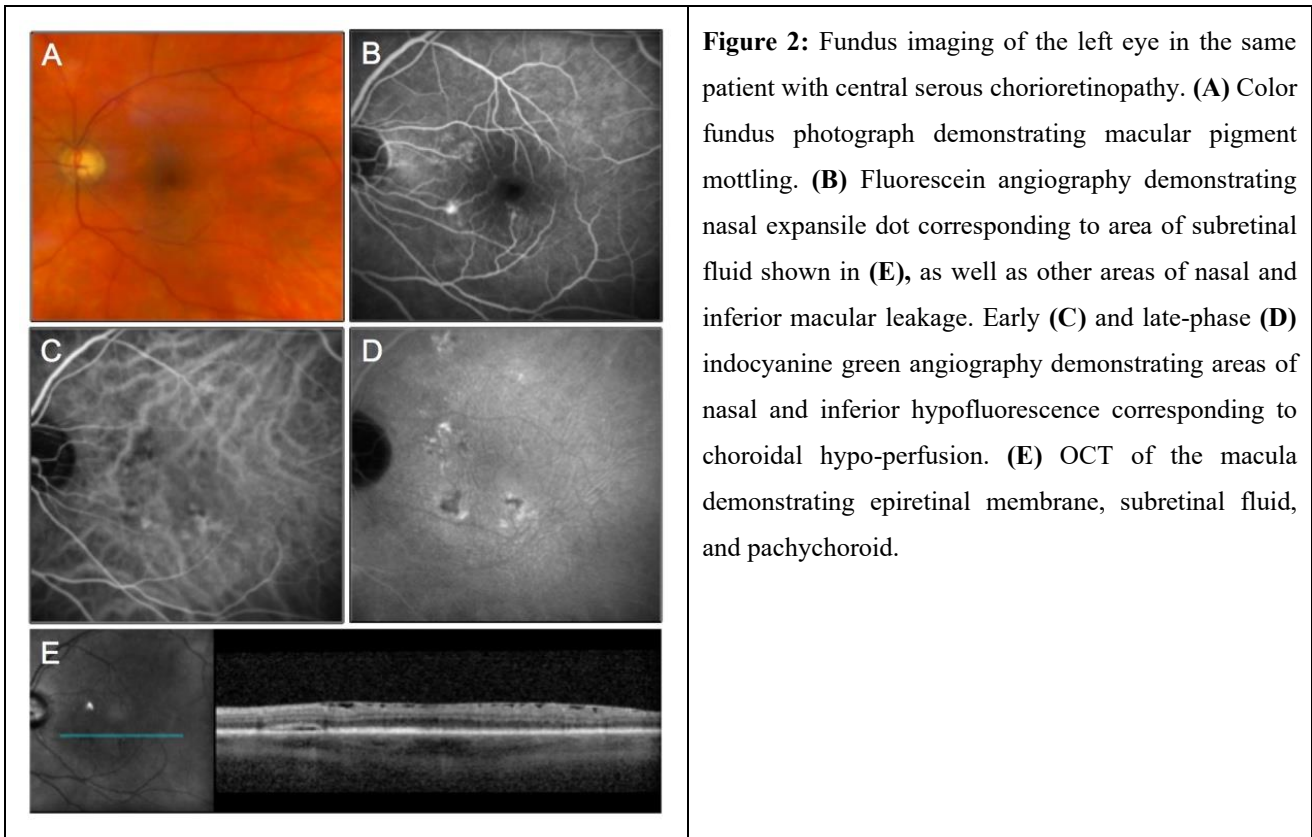 A
B
C
D
E
Figure 2: Fundus imaging of the left eye in the same
patient with central serous chorioretinopathy. (A) Color
fundus photograph demonstrating macular pigment
mottling. (B) Fluorescein angiography demonstrating
nasal expansile dot corresponding to area of subretinal
fluid shown in (E), as well as other areas of nasal and
inferior macular leakage. Early (C) and late-phase (D)
indocyanine green angiography demonstrating areas of
nasal and inferior hypofluorescence corresponding to
choroidal hypo-perfusion. (E) OCT of the macula
demonstrating epiretinal membrane, subretinal fluid,
and pachychoroid.